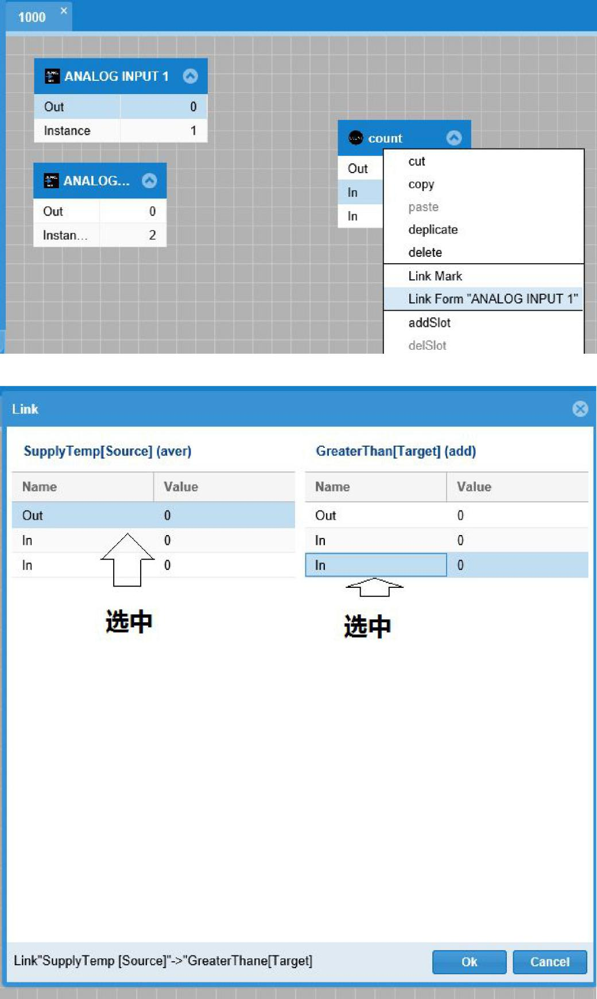 1000 ×
ANALOG INPUT 1
Out 0
Instance 1
ANALOG...
Out 0
Instan... 2
count
Out
In
In
cut
copy
paste
deplicate
delete
Link Mark
Link Form "ANALOG INPUT 1"
addSlot
delSlot
Link
SupplyTemp[Source] (aver) GreaterThan[Target] (add)
Name Value Name Value
Out 0 Out 0
In 0 In 0
In 0 In 0
选中 选中
Link"SupplyTemp [Source]"->"GreaterThane[Target] Ok Cancel